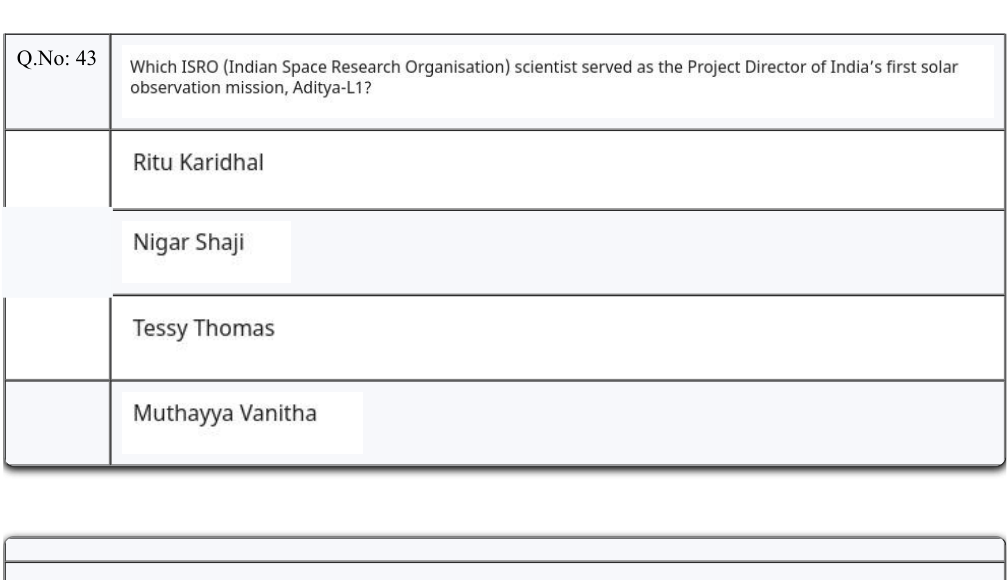 Q.No: 43
Which ISRO (Indian Space Research Organisation) scientist served as the Project Director of India’s first solar
observation mission, Aditya-L1?
Ritu Karidhal
Nigar Shaji
Tessy Thomas
Muthayya Vanitha